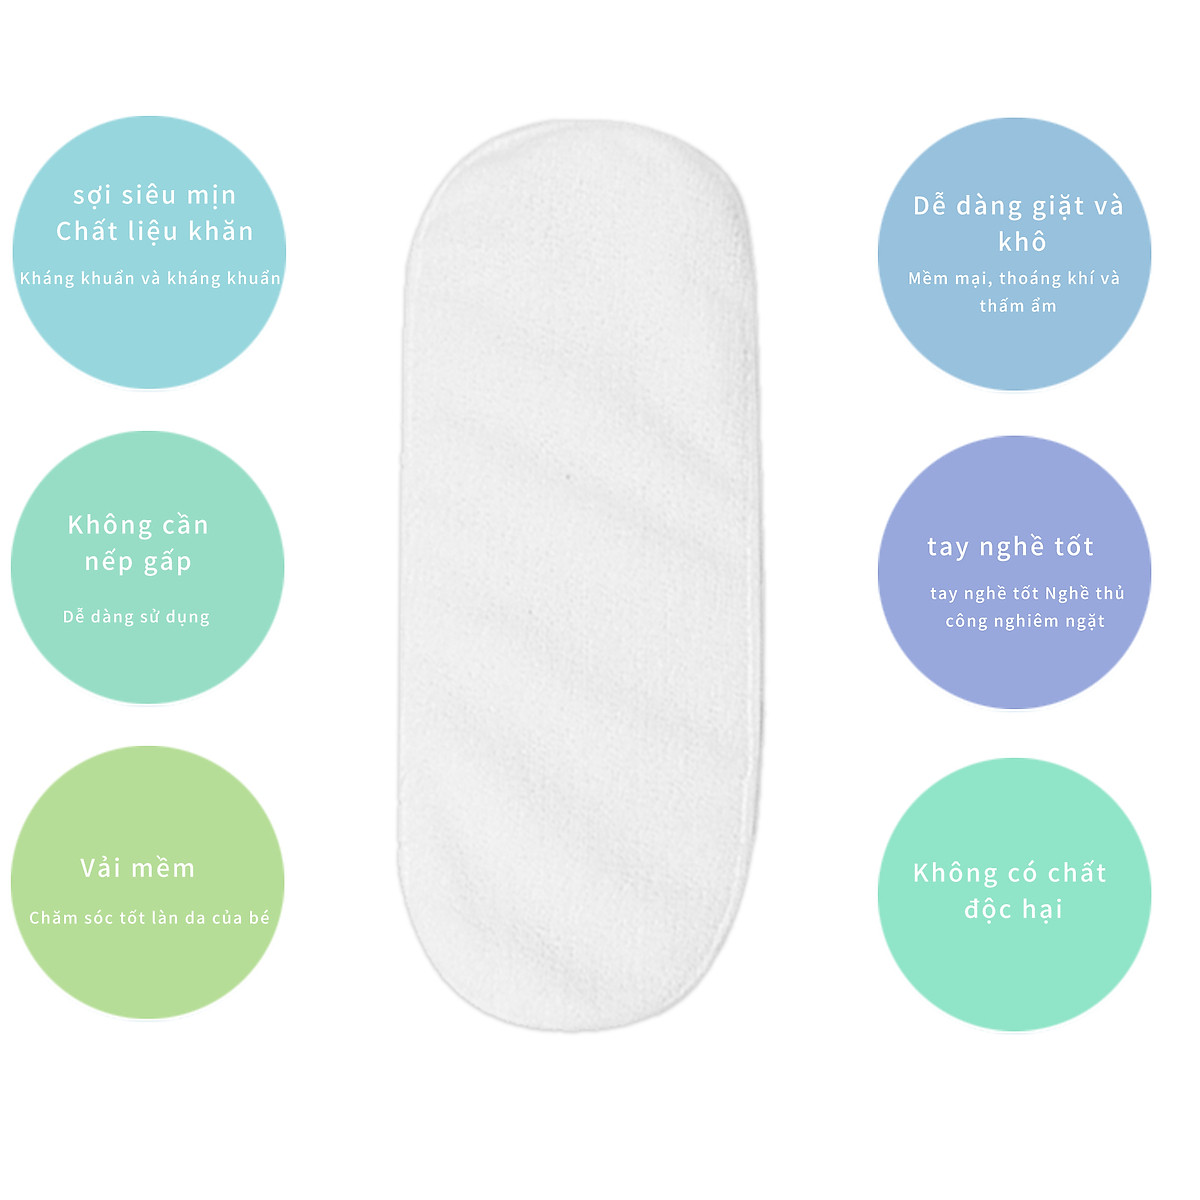 sợi siêu mịn
Chất liệu khăn
Kháng khuẩn và kháng khuẩn
Không cần
nếp gấp
Dễ dàng sử dụng
Vải mềm
Chăm sóc tốt làn da của bé
Dễ dàng giặt và
khô
Mềm mại, thoáng khí và
thấm ẩm
tay nghề tốt
tay nghề tốt Nghề thủ
công nghiêm ngặt
Không có chất
độc hại